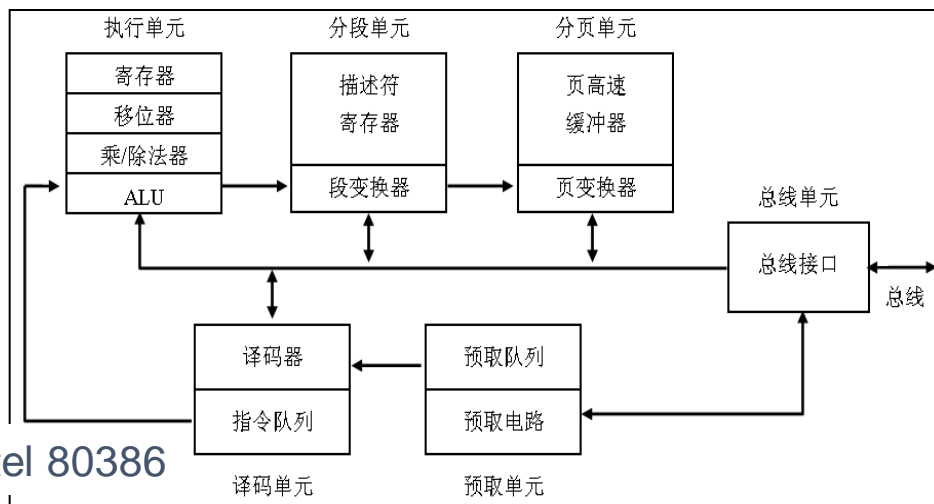 执行单元
分段单元
分页单元
寄存器
移位器
乘/除法器
ALU
描述符
寄存器
段变换器
页高速
缓冲器
页变换器
总线单元
总线接口
总线
译码器
指令队列
预取队列
预取电路
tel 80386
译码单元
预取单元